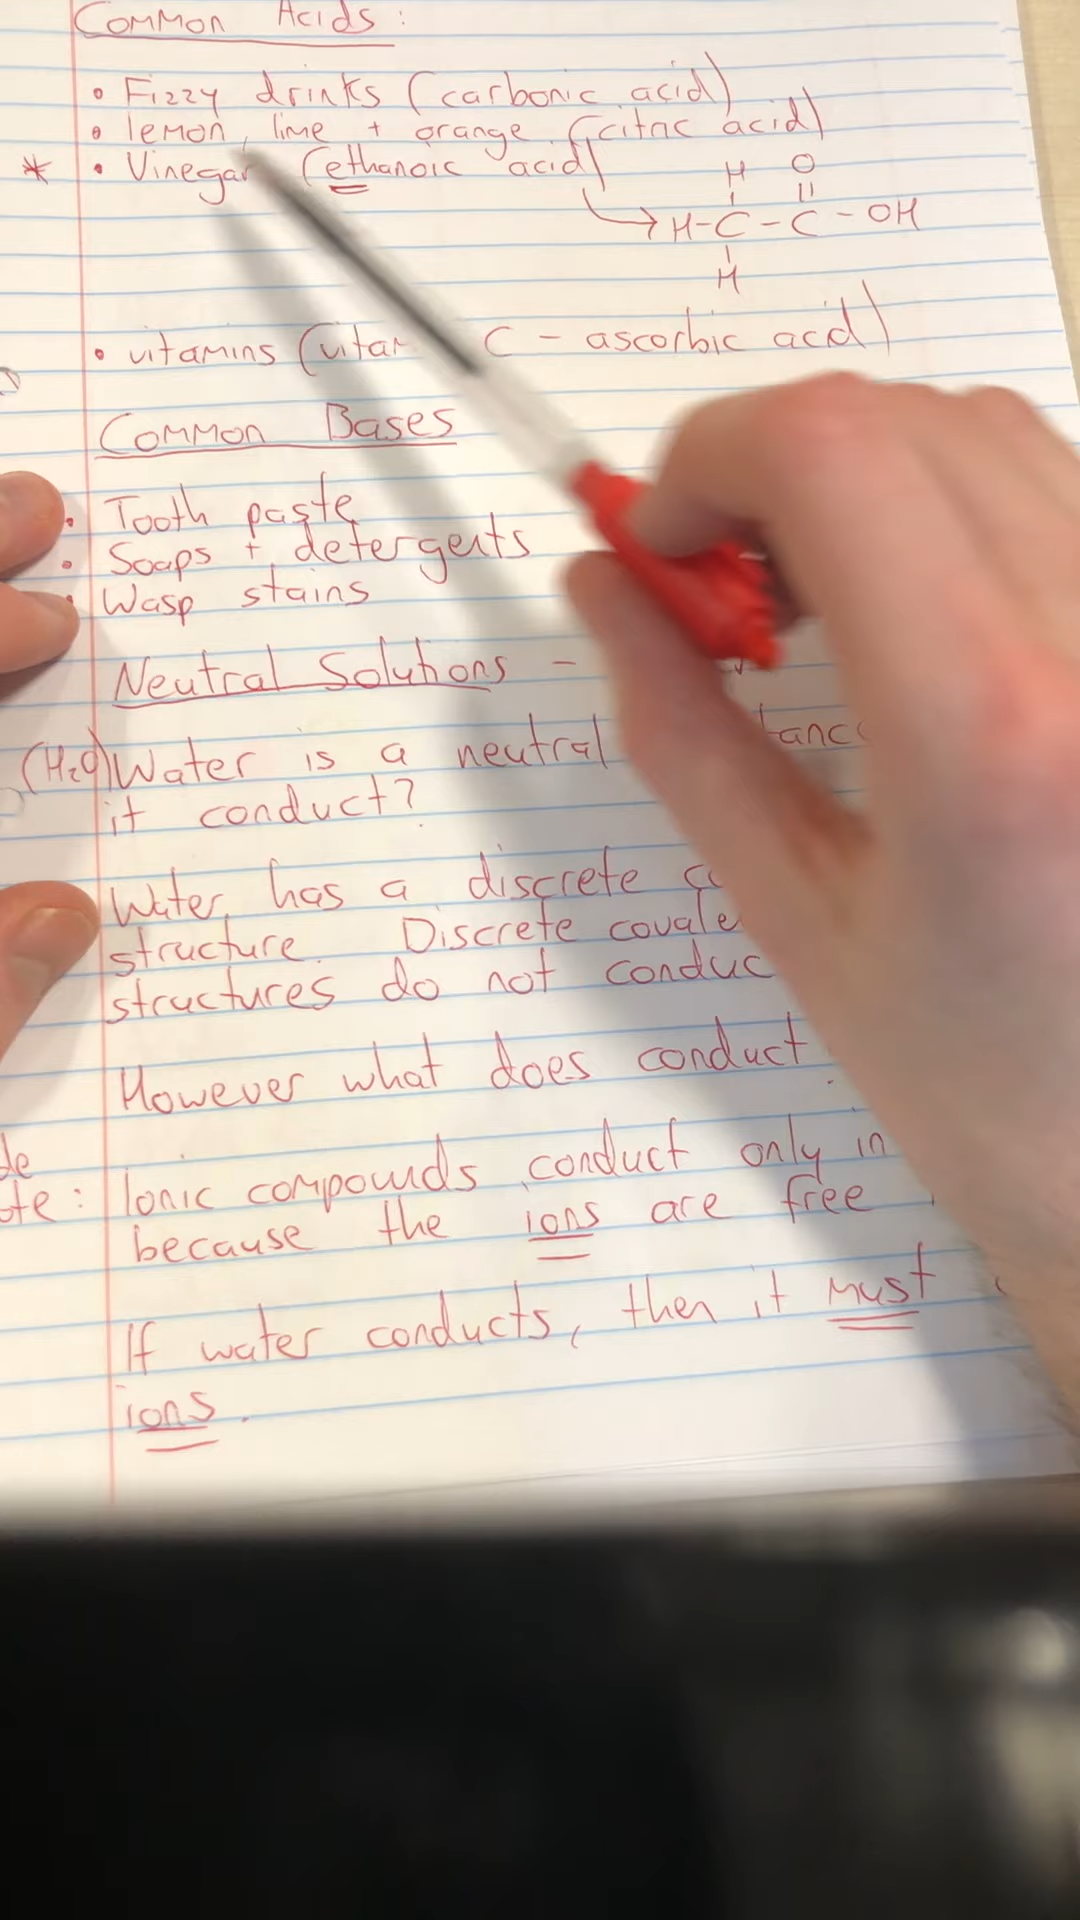 Common Acids:
• Fizzy drinks (carbonic acid)
• lemon, lime + orange (citric acid)
* • Vinegar (ethanoic acid)
H O
H-C-C-OH
H
• vitamins ( C - ascorbic acid)
Common Bases
• Tooth paste
• Soaps + detergents
• Wasp stains
Neutral Solutions -
(H2O) Water is a neutral
it conduct?
Water has a discrete
structure. Discrete
structures do not
However what does conduct
Ionic compounds conduct only in
because the ions are free
If water conducts, then it must
ions.